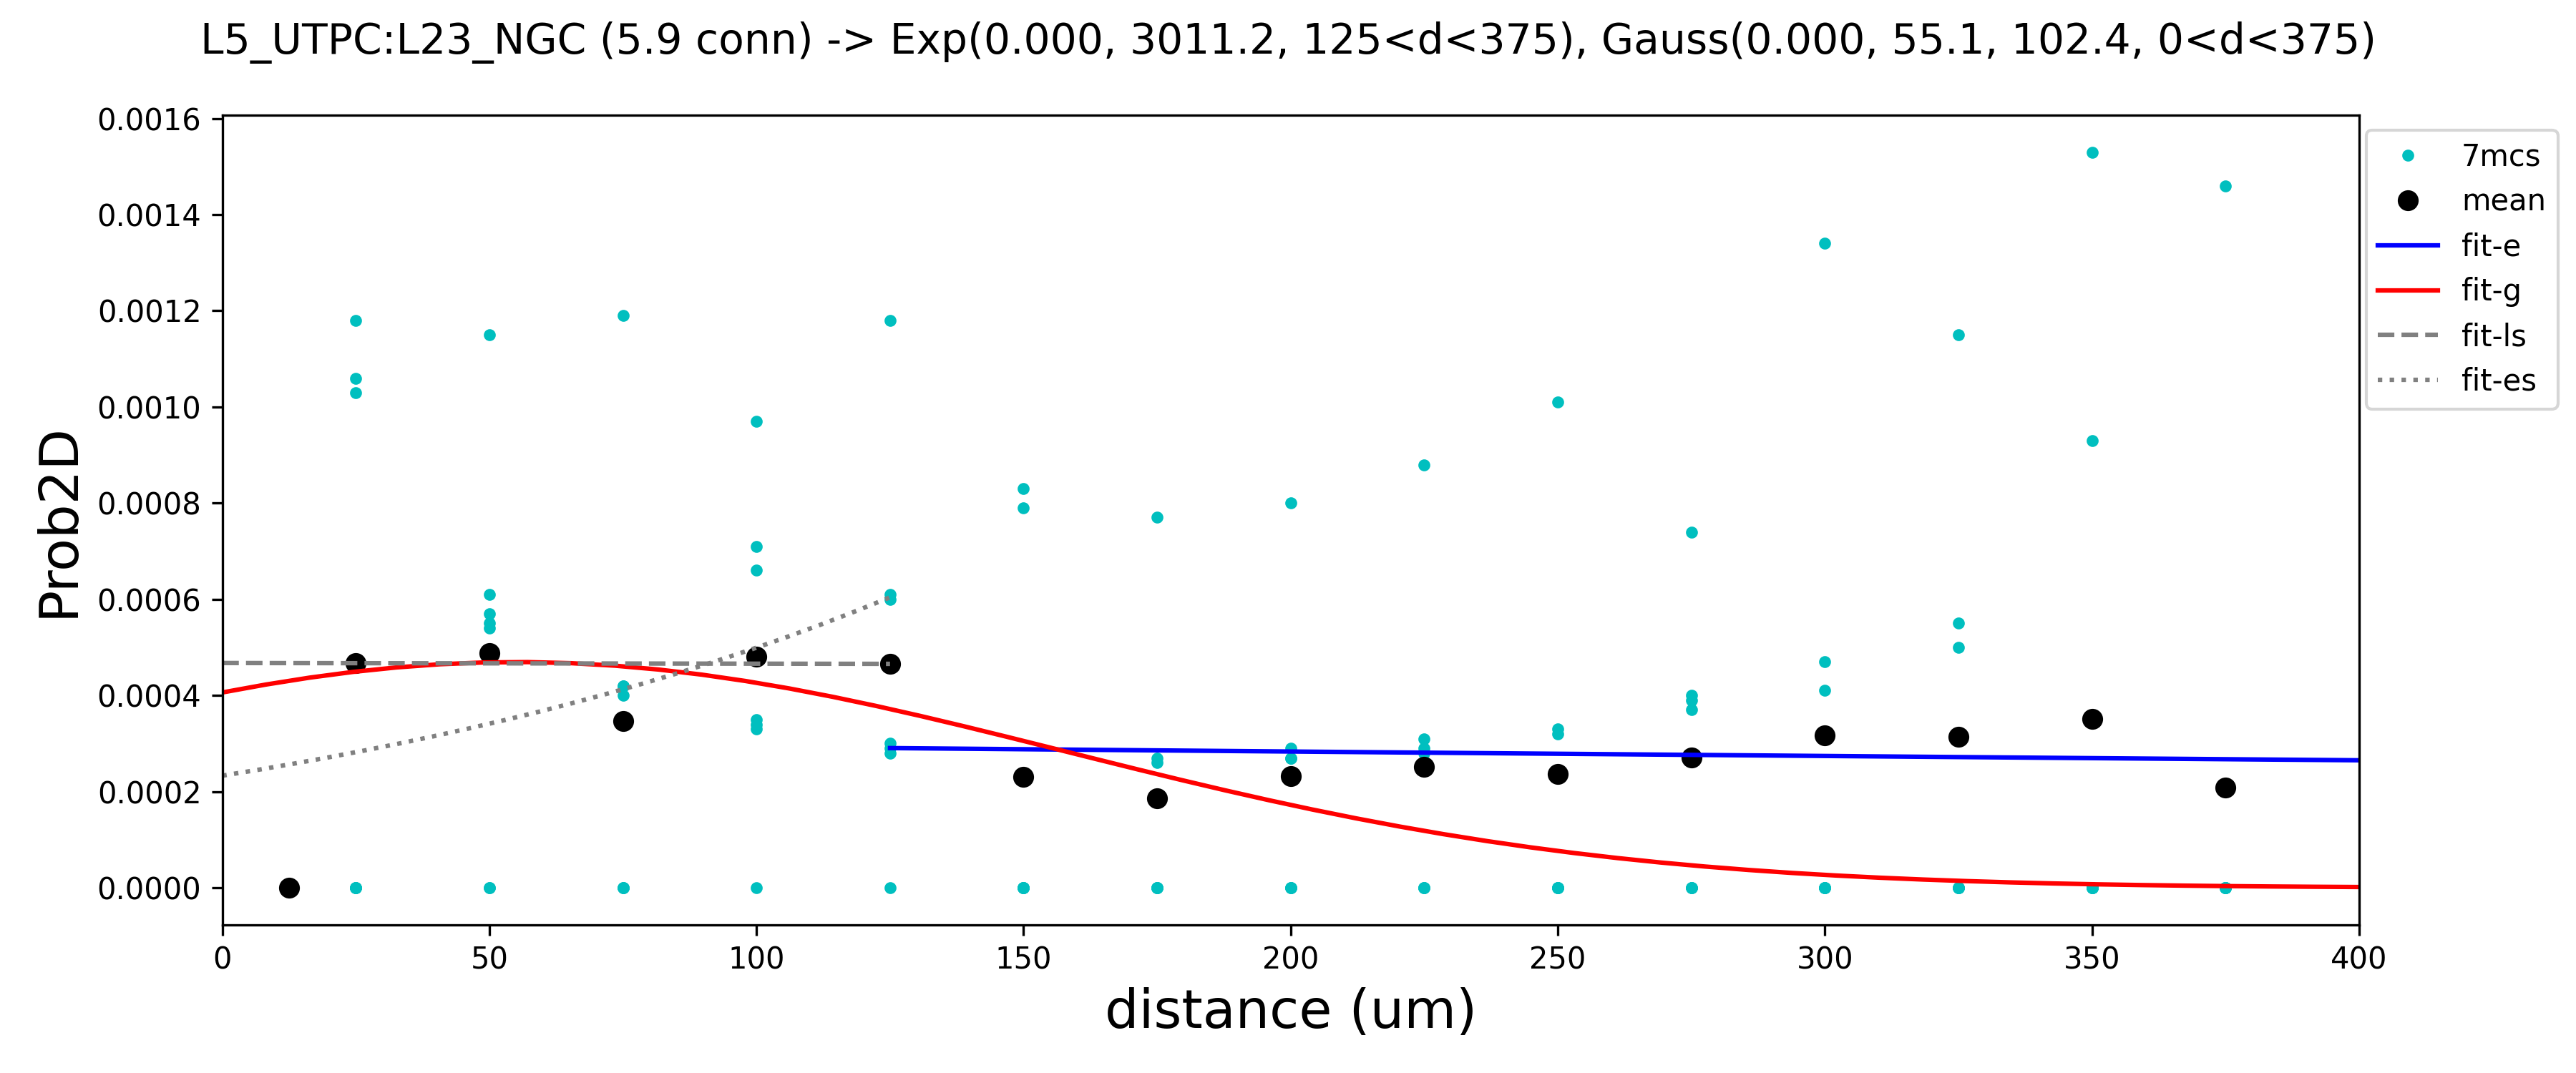 L5_UTPC:L23_NGC (5.9 conn) -> Exp(0.000, 3011.2, 125<d<375), Gauss(0.000, 55.1, 102.4, 0<d<375)
0.0016
0.0014
0.0012
0.0010
0.0008
0.0006
0.0004
0.0002
0.0000
Prob2D
0 50 100 150 200 250 300 350 400
distance (um)
7mcs
mean
fit-e
fit-g
fit-ls
fit-es